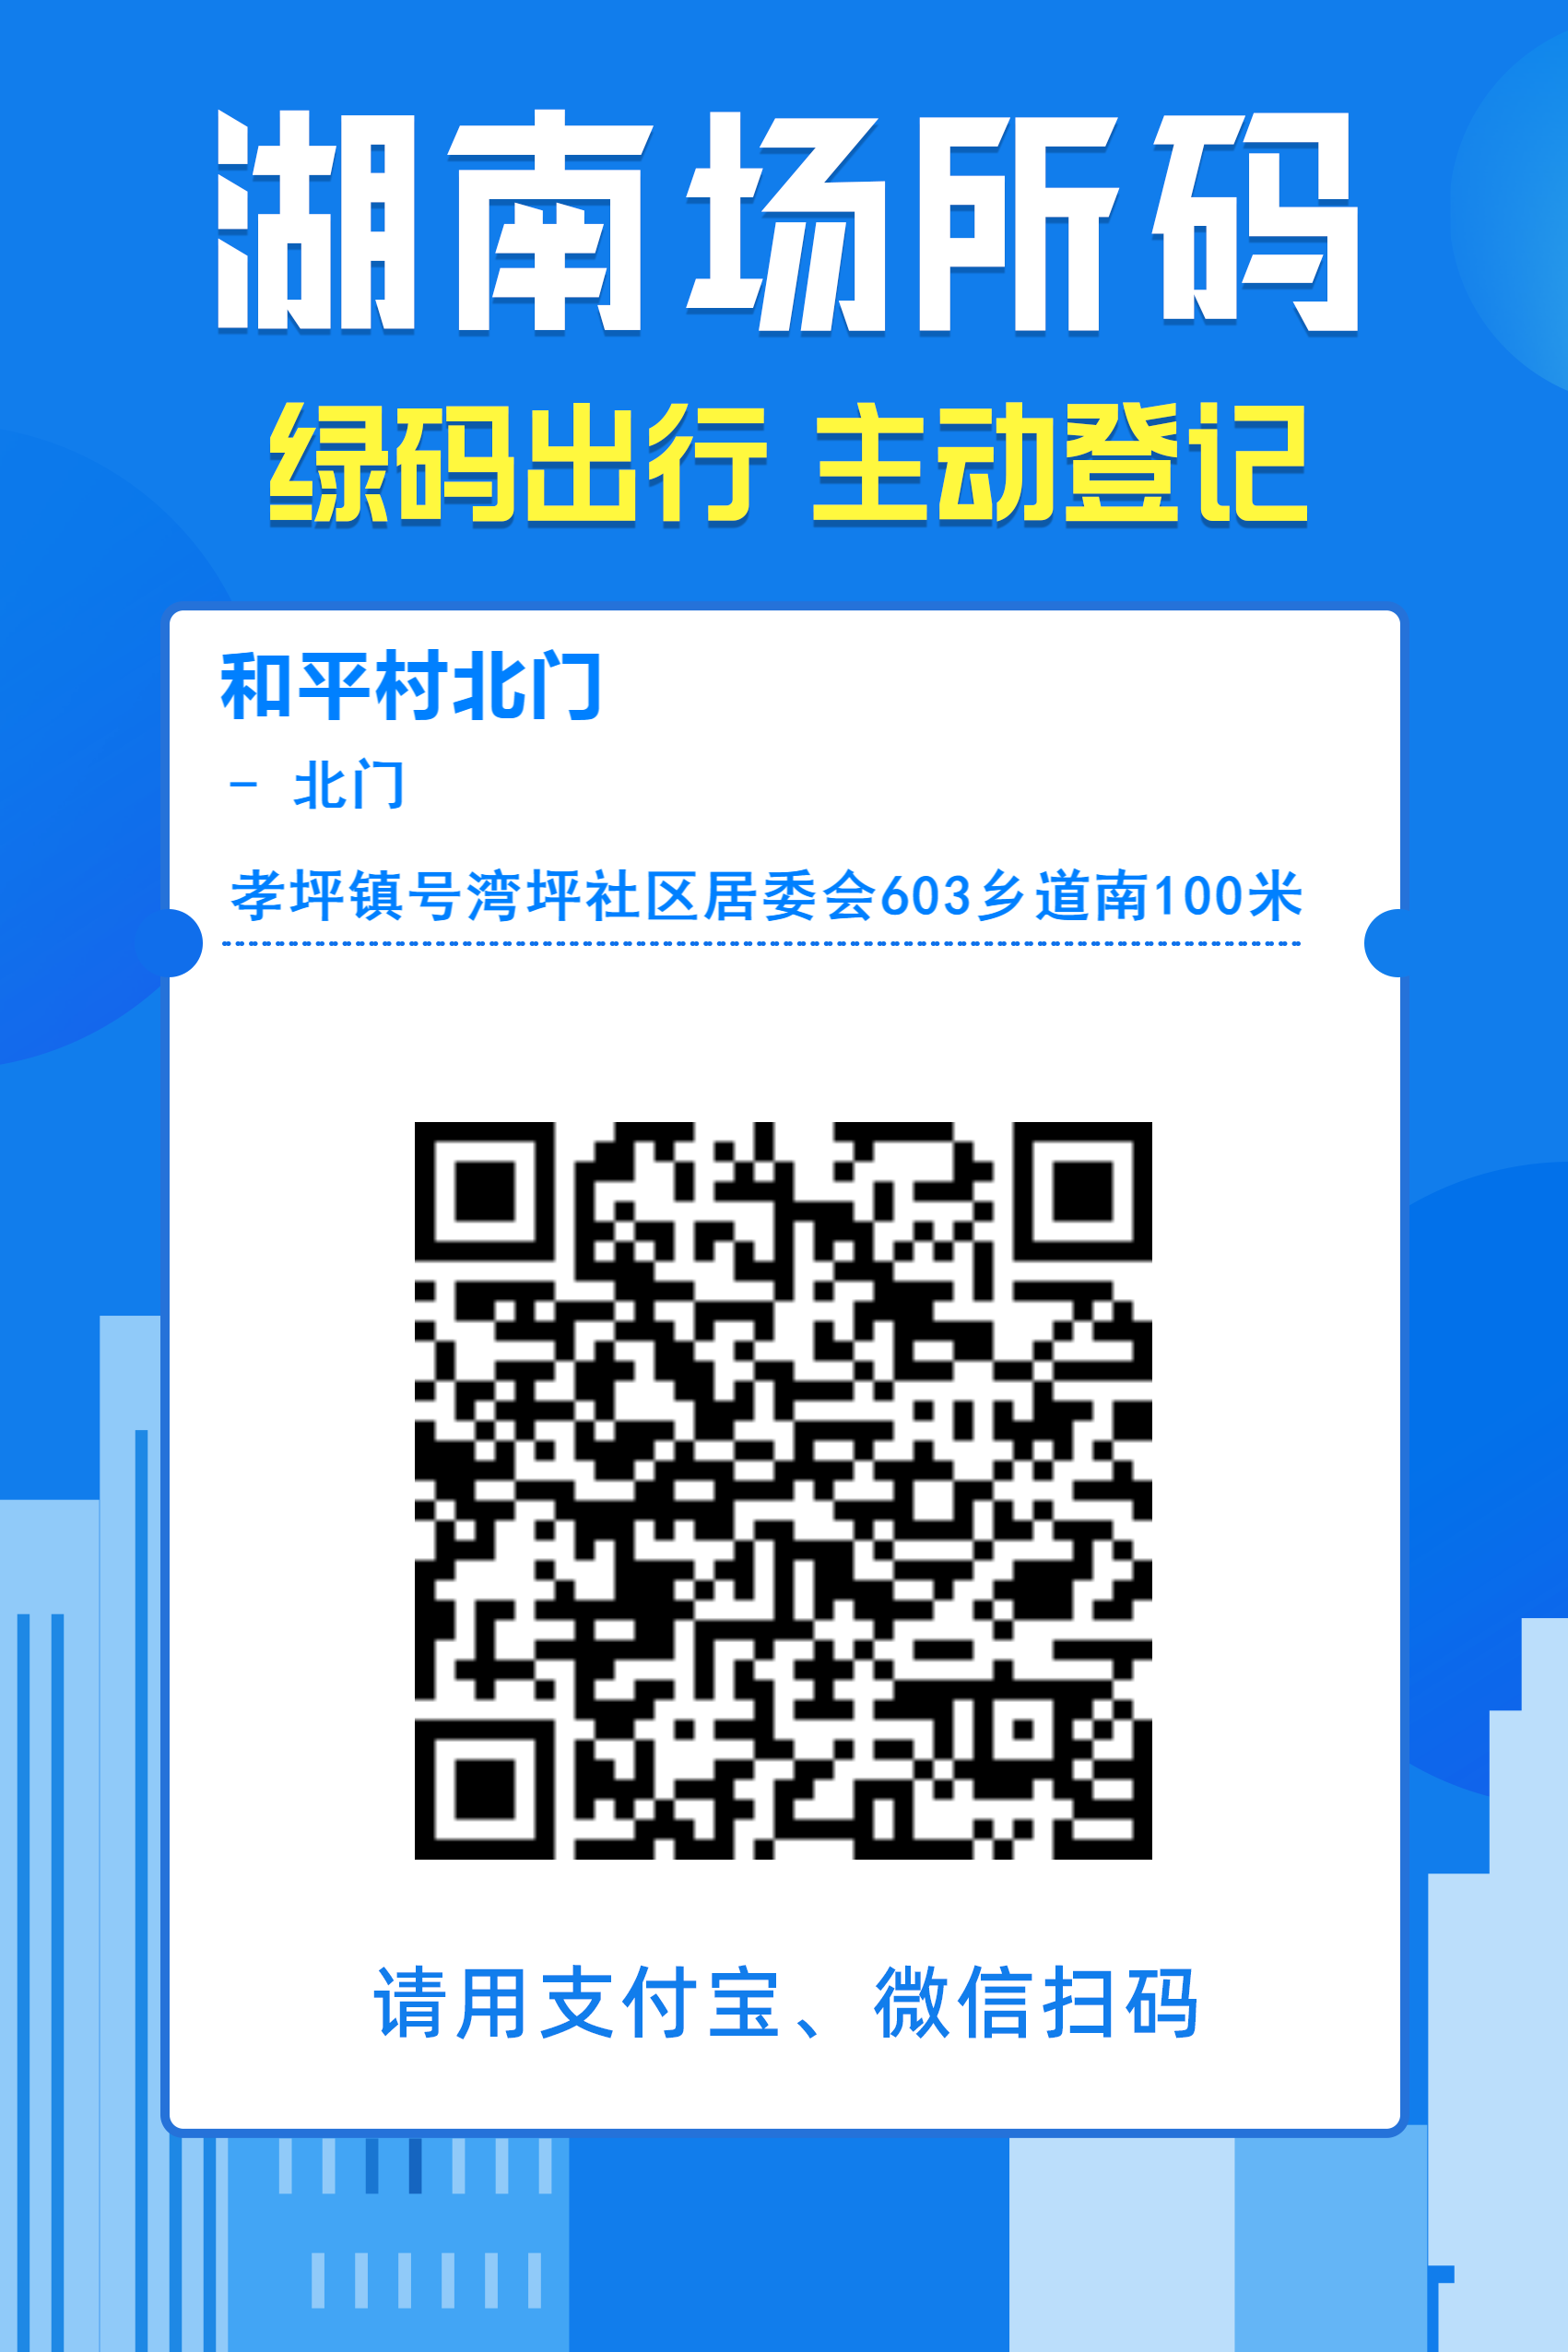 湖南场所码
绿码出行 主动登记
和平村北门
- 北门
孝坪镇号湾坪社区居委会603乡道南100米
请用支付宝、微信扫码